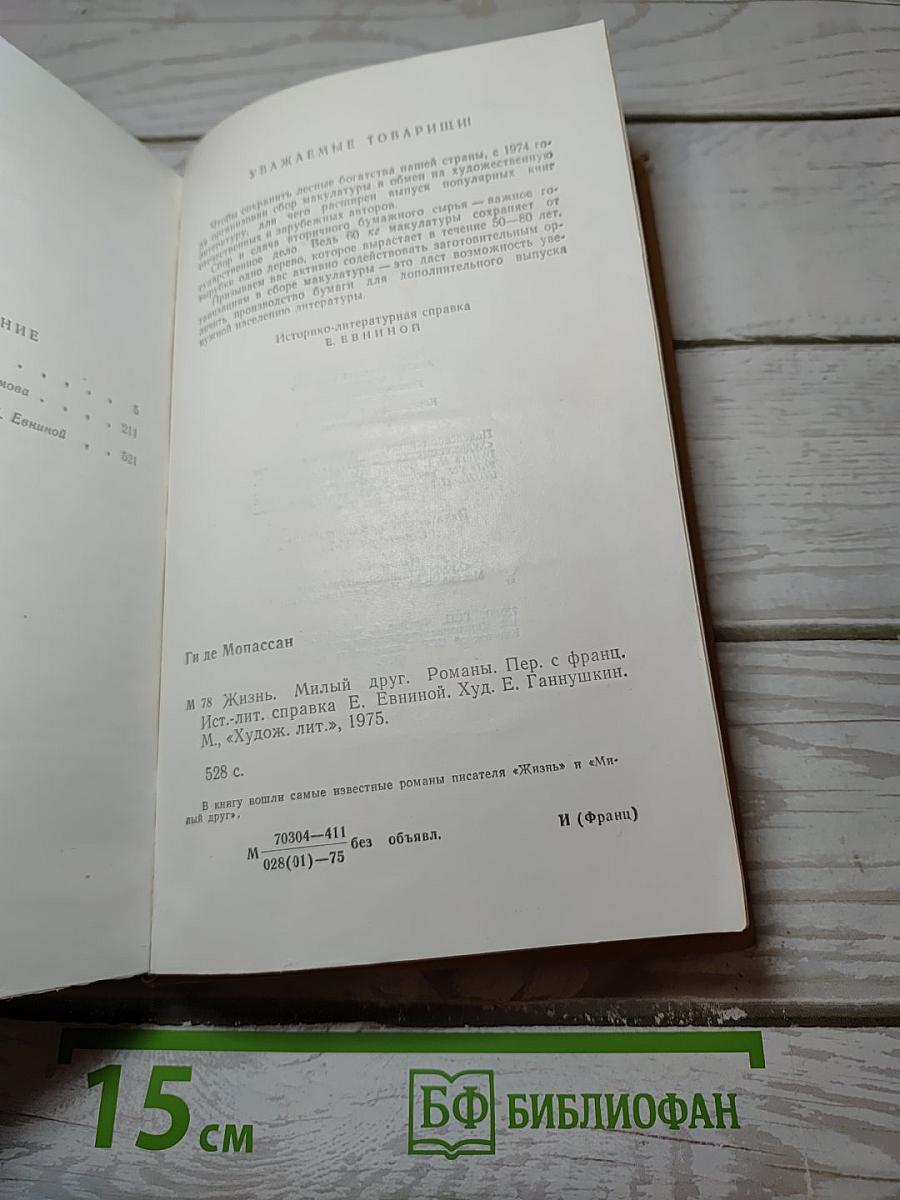 НИЕ
5
мова
211
Евниной
521
УВАЖАЕМЫЕ ТОВАРИЩИ!
Чтобы сохранить лесные богатства нашей страны, с 1974 го-
да организован сбор макулатуры в обмен на художественную
литературу, для чего расширен выпуск популярных книг
отечественных и зарубежных авторов.
Сбор и сдача вторичного бумажного сырья — важное го-
сударственное дело. Ведь 60 кг макулатуры сохраняет от
вырубки одно дерево, которое вырастает в течение 50—80 лет.
Призываем вас активно содействовать заготовительным ор-
ганизациям в сборе макулатуры — это даст возможность уве-
личить производство бумаги для дополнительного выпуска
нужной населению литературы.
Историко-литературная справка
Е. ЕВНИНОЙ
Ги де Мопассан
М 78 Жизнь. Милый друг. Романы. Пер. с франц.
Ист.-лит. справка Е. Евниной. Худ. Е. Ганнушкин.
М., «Худож. лит.», 1975.
528 с.
В книгу вошли самые известные романы писателя «Жизнь» и «Ми-
лый друг».
М 70304—411
028(01)—75 без объявл.
И (Франц)
15 см
БФ БИБЛИОФАН